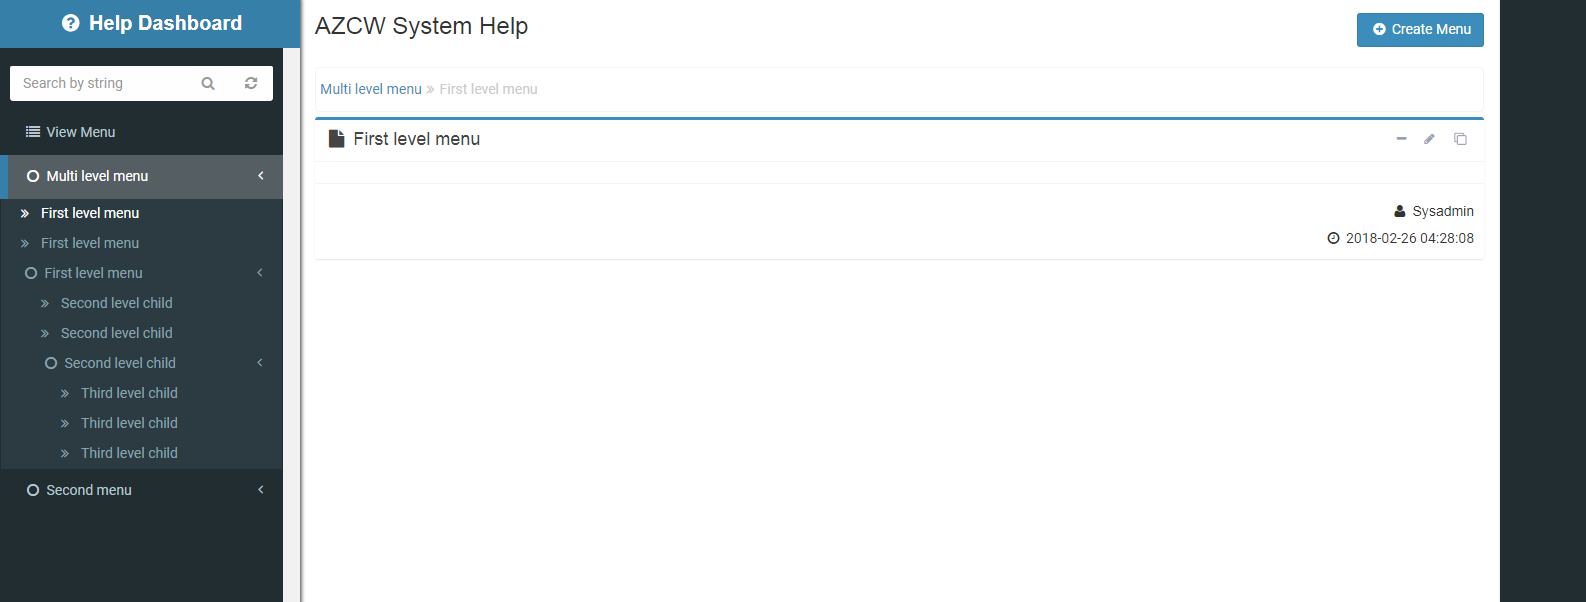 Help Dashboard
Search by string
View Menu
Multi level menu
First level menu
First level menu
First level menu
Second level child
Second level child
Second level child
Third level child
Third level child
Third level child
Second menu
AZCW System Help
Create Menu
Multi level menu » First level menu
First level menu
Sysadmin
2018-02-26 04:28:08